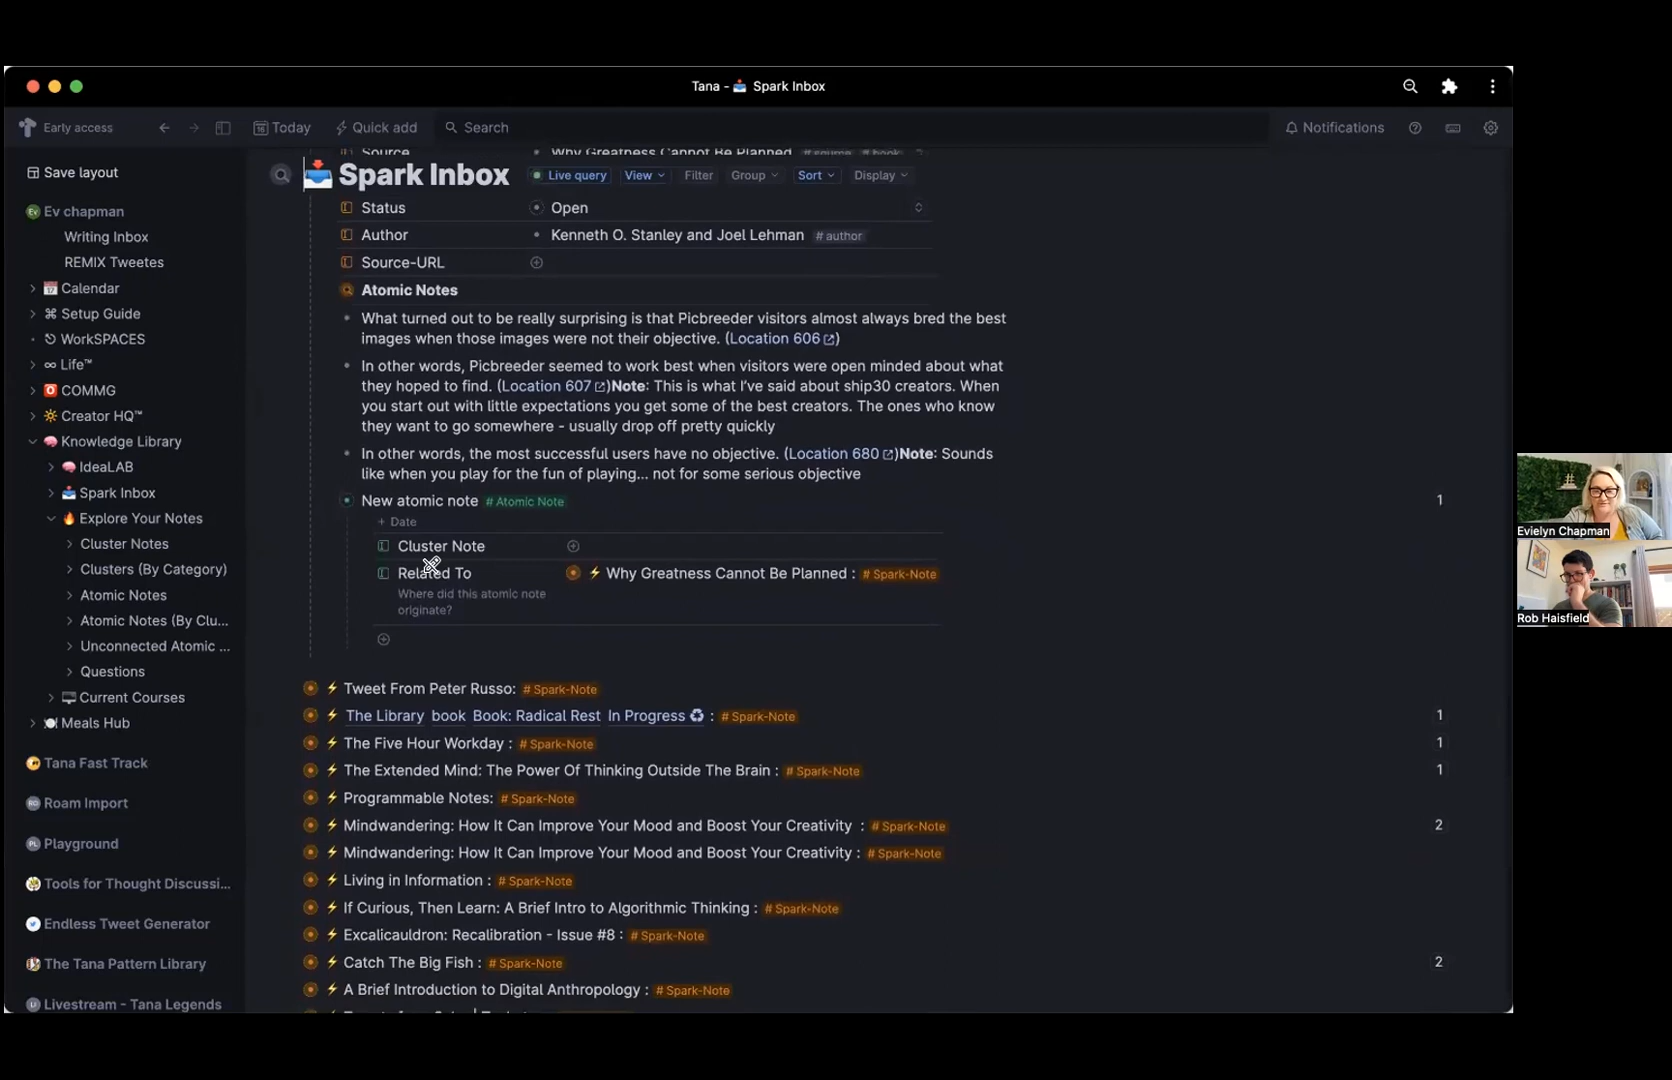 Tana - 📥 Spark Inbox
Early access
Today
Quick add
Search
Notifications
Save layout
Ev chapman
Writing Inbox
REMIX Tweetes
Calendar
Setup Guide
WorkSPACES
Life™
COMMG
Creator HQ™
Knowledge Library
IdeaLAB
Spark Inbox
Explore Your Notes
Cluster Notes
Clusters (By Category)
Atomic Notes
Atomic Notes (By Clu...
Unconnected Atomic ...
Questions
Current Courses
Meals Hub
Tana Fast Track
Roam Import
Playground
Tools for Thought Discussi...
Endless Tweet Generator
The Tana Pattern Library
Livestream - Tana Legends
Source Why Greatness Cannot Be Planned # source # book
Spark Inbox Live query View Filter Group Sort Display
Status Open
Author Kenneth O. Stanley and Joel Lehman # author
Source-URL
Atomic Notes
What turned out to be really surprising is that Picbreeder visitors almost always bred the best
images when those images were not their objective. (Location 606)
In other words, Picbreeder seemed to work best when visitors were open minded about what
they hoped to find. (Location 607)Note: This is what I've said about ship30 creators. When
you start out with little expectations you get some of the best creators. The ones who know
they want to go somewhere - usually drop off pretty quickly
In other words, the most successful users have no objective. (Location 680)Note: Sounds
like when you play for the fun of playing... not for some serious objective
New atomic note # Atomic Note 1
+ Date
Cluster Note
Related To ⚡ Why Greatness Cannot Be Planned : # Spark-Note
Where did this atomic note
originate?
⚡ Tweet From Peter Russo: # Spark-Note
⚡ The Library book Book: Radical Rest In Progress ♻ : # Spark-Note 1
⚡ The Five Hour Workday : # Spark-Note 1
⚡ The Extended Mind: The Power Of Thinking Outside The Brain : # Spark-Note 1
⚡ Programmable Notes: # Spark-Note
⚡ Mindwandering: How It Can Improve Your Mood and Boost Your Creativity : # Spark-Note 2
⚡ Mindwandering: How It Can Improve Your Mood and Boost Your Creativity : # Spark-Note
⚡ Living in Information : # Spark-Note
⚡ If Curious, Then Learn: A Brief Intro to Algorithmic Thinking : # Spark-Note
⚡ Excalicauldron: Recalibration - Issue #8 : # Spark-Note
⚡ Catch The Big Fish : # Spark-Note 2
⚡ A Brief Introduction to Digital Anthropology : # Spark-Note
Evielyn Chapman
Rob Haisfield